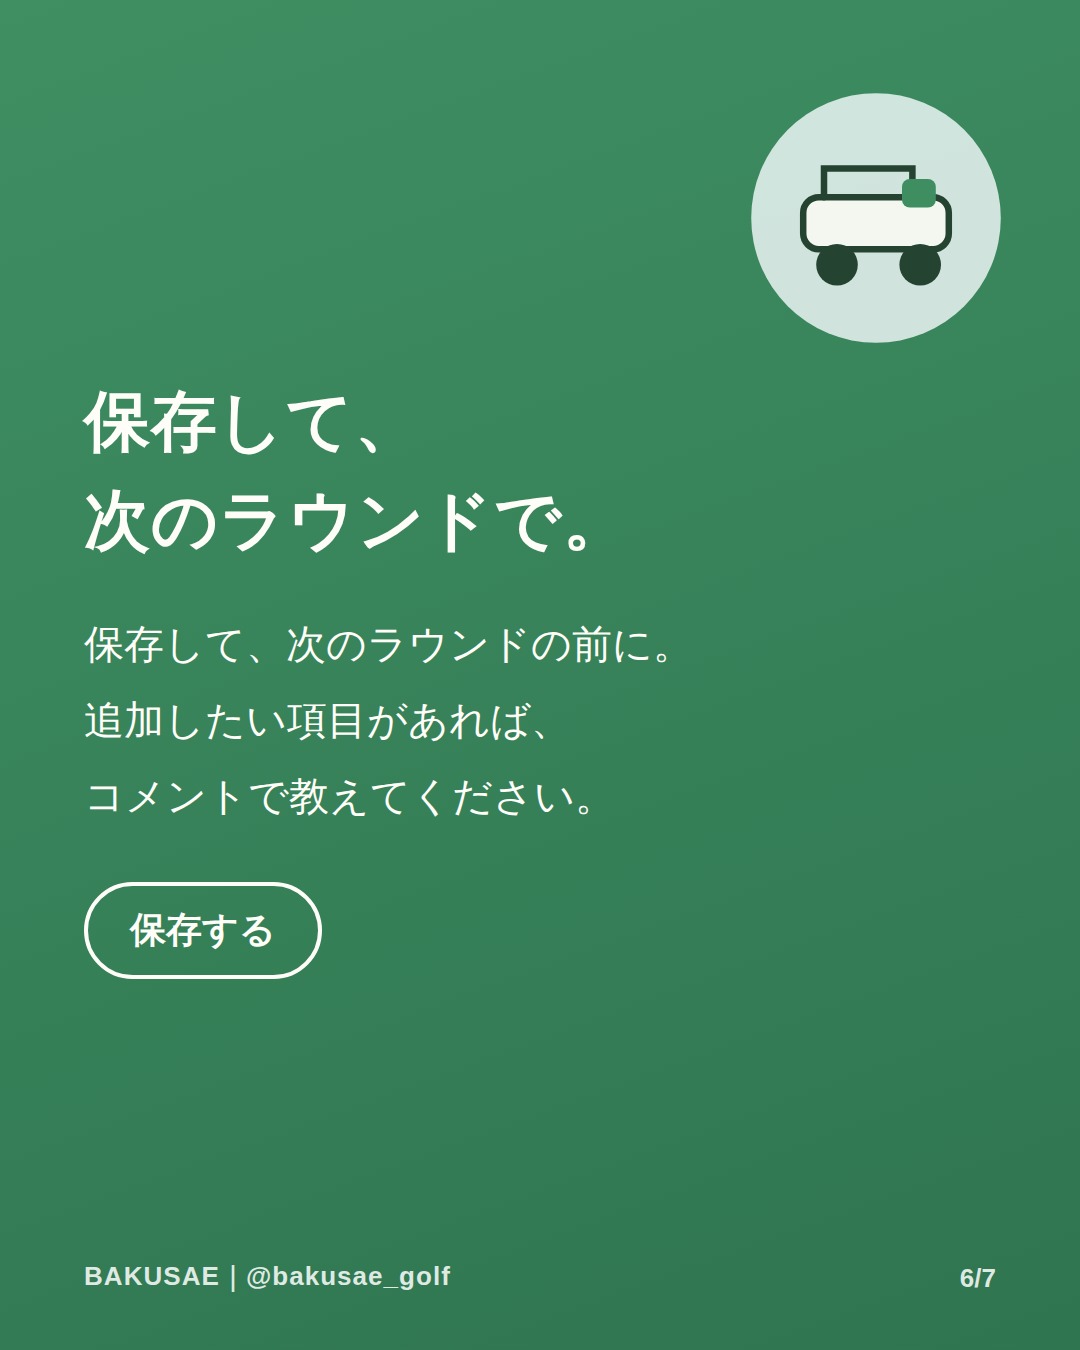 保存して、
次のラウンドで。
保存して、次のラウンドの前に。
追加したい項目があれば、
コメントで教えてください。
保存する
BAKUSAE | @bakusae_golf
6/7